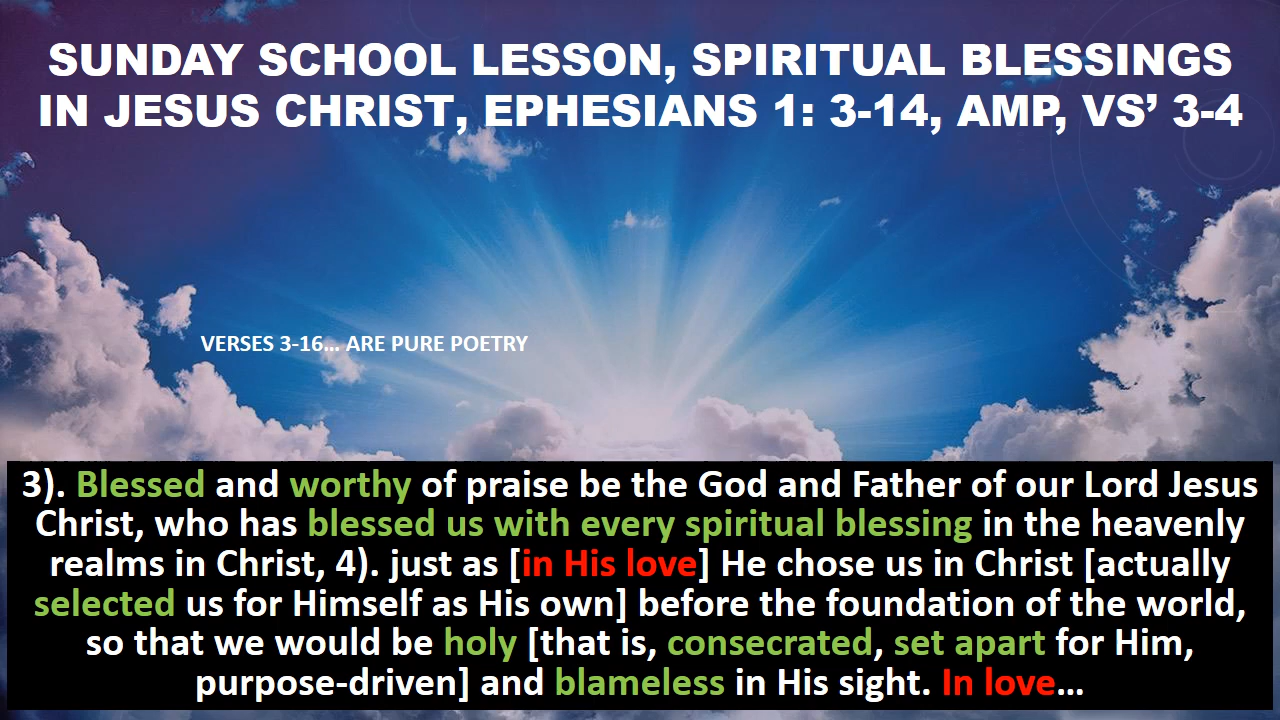 SUNDAY SCHOOL LESSON, SPIRITUAL BLESSINGS
IN JESUS CHRIST, EPHESIANS 1: 3-14, AMP, VS’ 3-4
VERSES 3-16… ARE PURE POETRY
3). Blessed and worthy of praise be the God and Father of our Lord Jesus
Christ, who has blessed us with every spiritual blessing in the heavenly
realms in Christ, 4). just as [in His love] He chose us in Christ [actually
selected us for Himself as His own] before the foundation of the world,
so that we would be holy [that is, consecrated, set apart for Him,
purpose-driven] and blameless in His sight. In love…